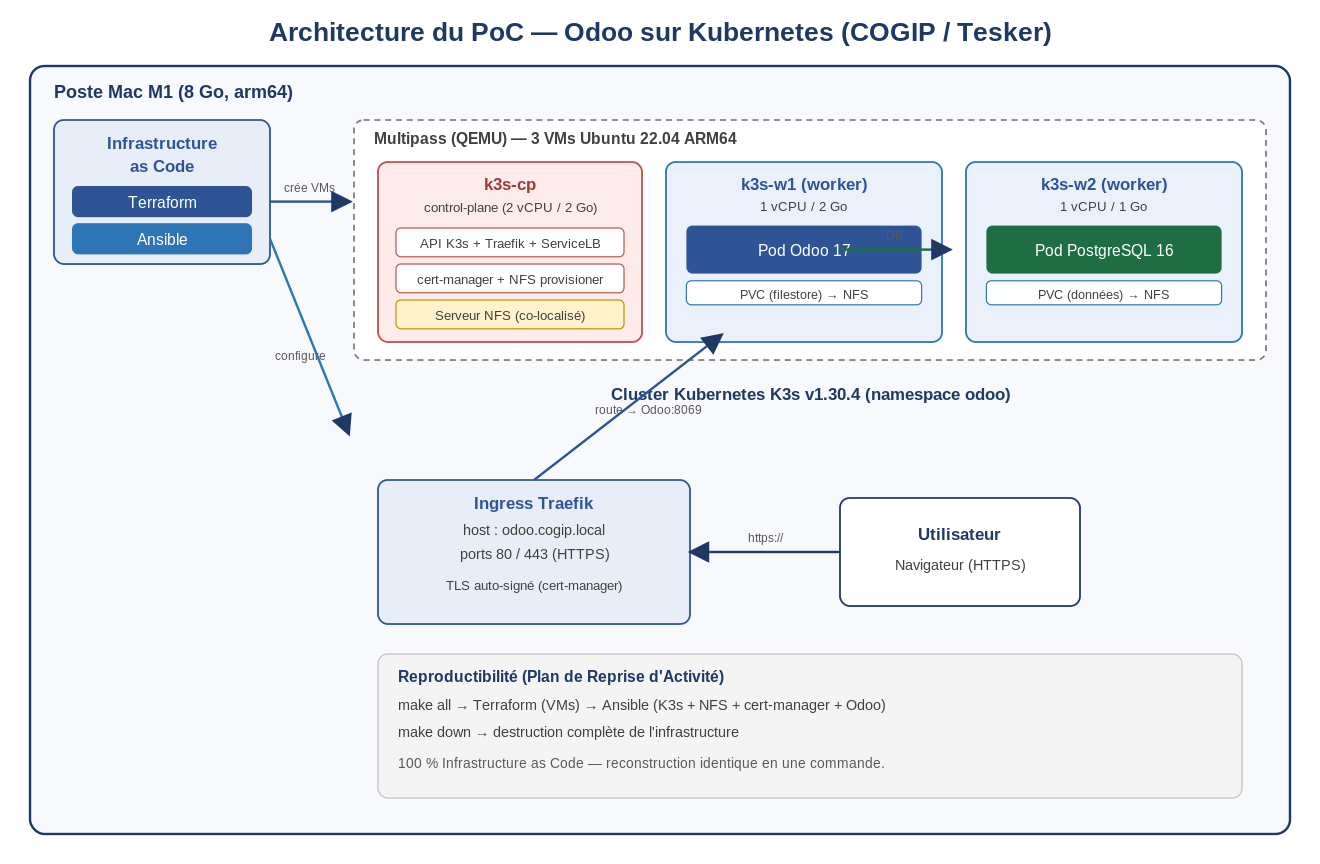 Architecture du PoC — Odoo sur Kubernetes (COGIP / Tesker)
Poste Mac M1 (8 Go, arm64)
Infrastructure
as Code
Terraform
Ansible
crée VMs
configure
Multipass (QEMU) — 3 VMs Ubuntu 22.04 ARM64
k3s-cp
control-plane (2 vCPU / 2 Go)
API K3s + Traefik + ServiceLB
cert-manager + NFS provisioner
Serveur NFS (co-localisé)
k3s-w1 (worker)
1 vCPU / 2 Go
Pod Odoo 17
PVC (filestore) → NFS
DB
k3s-w2 (worker)
1 vCPU / 1 Go
Pod PostgreSQL 16
PVC (données) → NFS
Cluster Kubernetes K3s v1.30.4 (namespace odoo)
route → Odoo:8069
Ingress Traefik
host : odoo.cogip.local
ports 80 / 443 (HTTPS)
TLS auto-signé (cert-manager)
https://
Utilisateur
Navigateur (HTTPS)
Reproductibilité (Plan de Reprise d'Activité)
make all → Terraform (VMs) → Ansible (K3s + NFS + cert-manager + Odoo)
make down → destruction complète de l'infrastructure
100 % Infrastructure as Code — reconstruction identique en une commande.